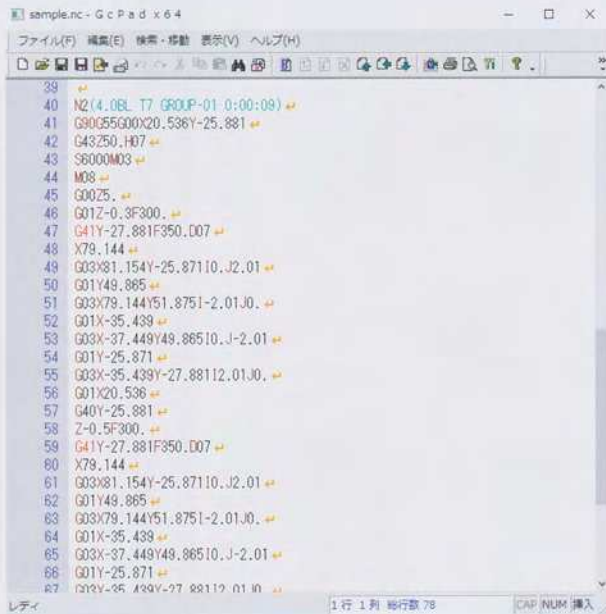 sample.nc - GcPad x64
ファイル(F) 編集(E) 検索・移動 表示(V) ヘルプ(H)
39
40 N2(4.0BL T7 GROUP-01 0:00:09)
41 G90G55G00X20.536Y-25.881
42 G43Z50.H07
43 S6000M03
44 M08
45 G00Z5.
46 G01Z-0.3F300.
47 G41Y-27.881F350.D07
48 X79.144
49 G03X81.154Y-25.871I0.J2.01
50 G01Y49.865
51 G03X79.144Y51.875I-2.01J0.
52 G01X-35.439
53 G03X-37.449Y49.865I0.J-2.01
54 G01Y-25.871
55 G03X-35.439Y-27.881I2.01J0.
56 G01X20.536
57 G40Y-25.881
58 Z-0.5F300.
59 G41Y-27.881F350.D07
60 X79.144
61 G03X81.154Y-25.871I0.J2.01
62 G01Y49.865
63 G03X79.144Y51.875I-2.01J0.
64 G01X-35.439
65 G03X-37.449Y49.865I0.J-2.01
66 G01Y-25.871
67 G03X-35.439Y-27.881I2.01J0.
レディ 1行 1列 総行数 78 CAP NUM 挿入